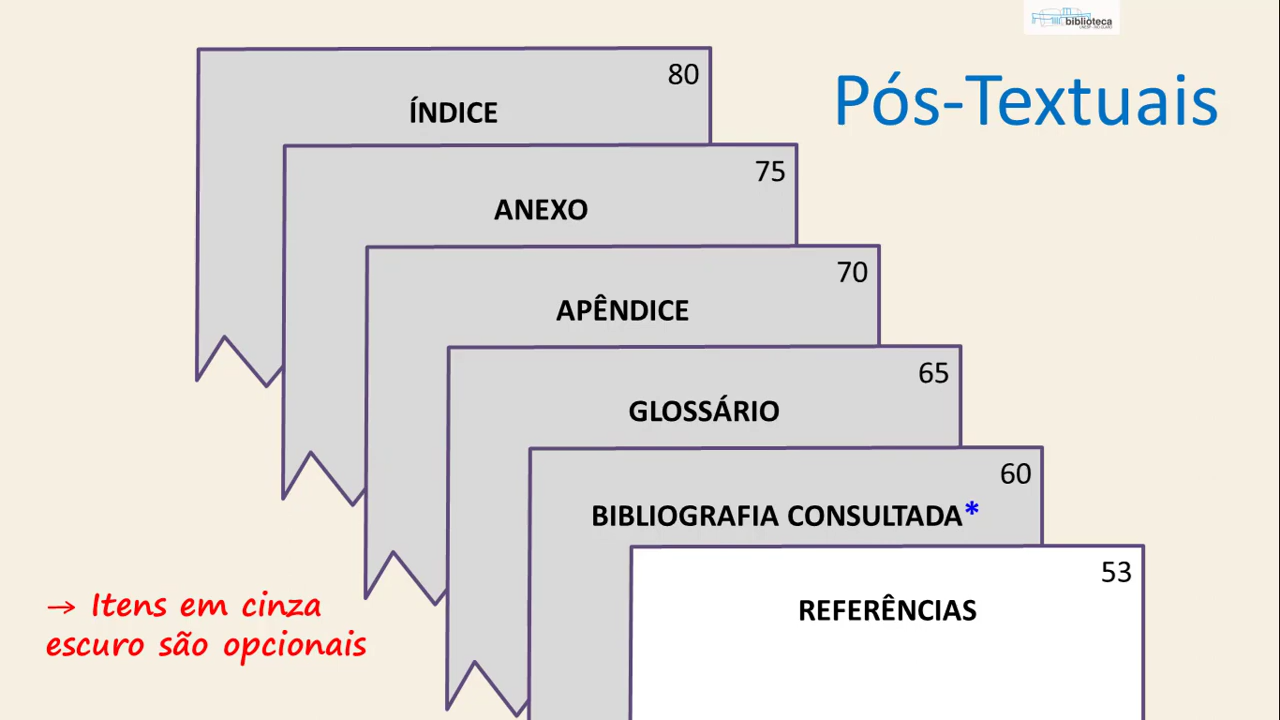 biblioteca
Pós-Textuais
80
ÍNDICE
75
ANEXO
70
APÊNDICE
65
GLOSSÁRIO
60
BIBLIOGRAFIA CONSULTADA*
53
REFERÊNCIAS
→ Itens em cinza
escuro são opcionais